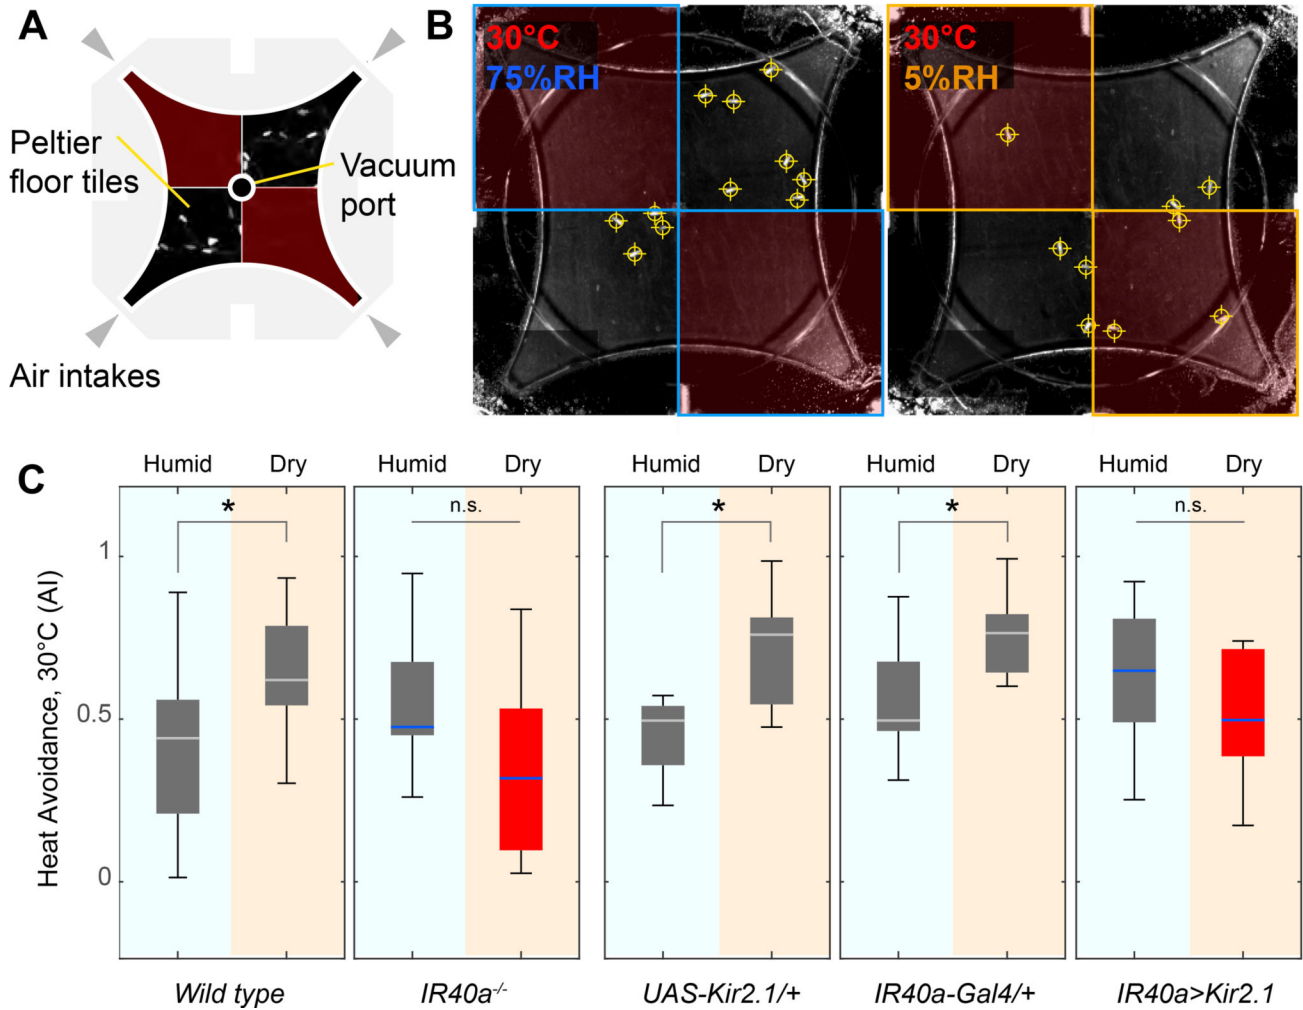 A
Peltier
floor tiles
Vacuum
port
Air intakes
B
30°C
75%RH
30°C
5%RH
C
Humid Dry Humid Dry Humid Dry Humid Dry Humid Dry
* n.s. * * n.s.
Heat Avoidance, 30°C (AI)
1
0.5
0
Wild type IR40a-/- UAS-Kir2.1/+ IR40a-Gal4/+ IR40a>Kir2.1